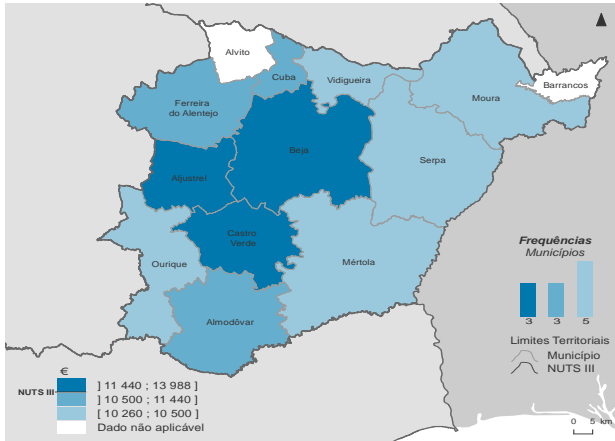 Alvito
Cuba
Vidigueira
Moura
Barrancos
Ferreira
do Alentejo
Beja
Serpa
Aljustrel
Castro
Verde
Ourique
Mértola
Almodôvar
Frequências
Municípios
3 3 5
Limites Territoriais
Município
NUTS III
0 5 km
€
NUTS III
] 11 440 ; 13 988 ]
] 10 500 ; 11 440 ]
[ 10 260 ; 10 500 ]
Dado não aplicável